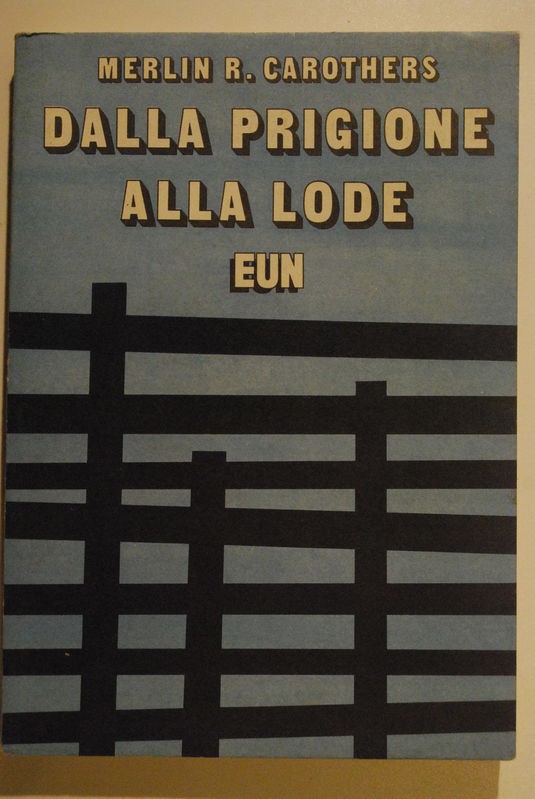 MERLIN R. CAROTHERS
DALLA PRIGIONE
ALLA LODE
EUN